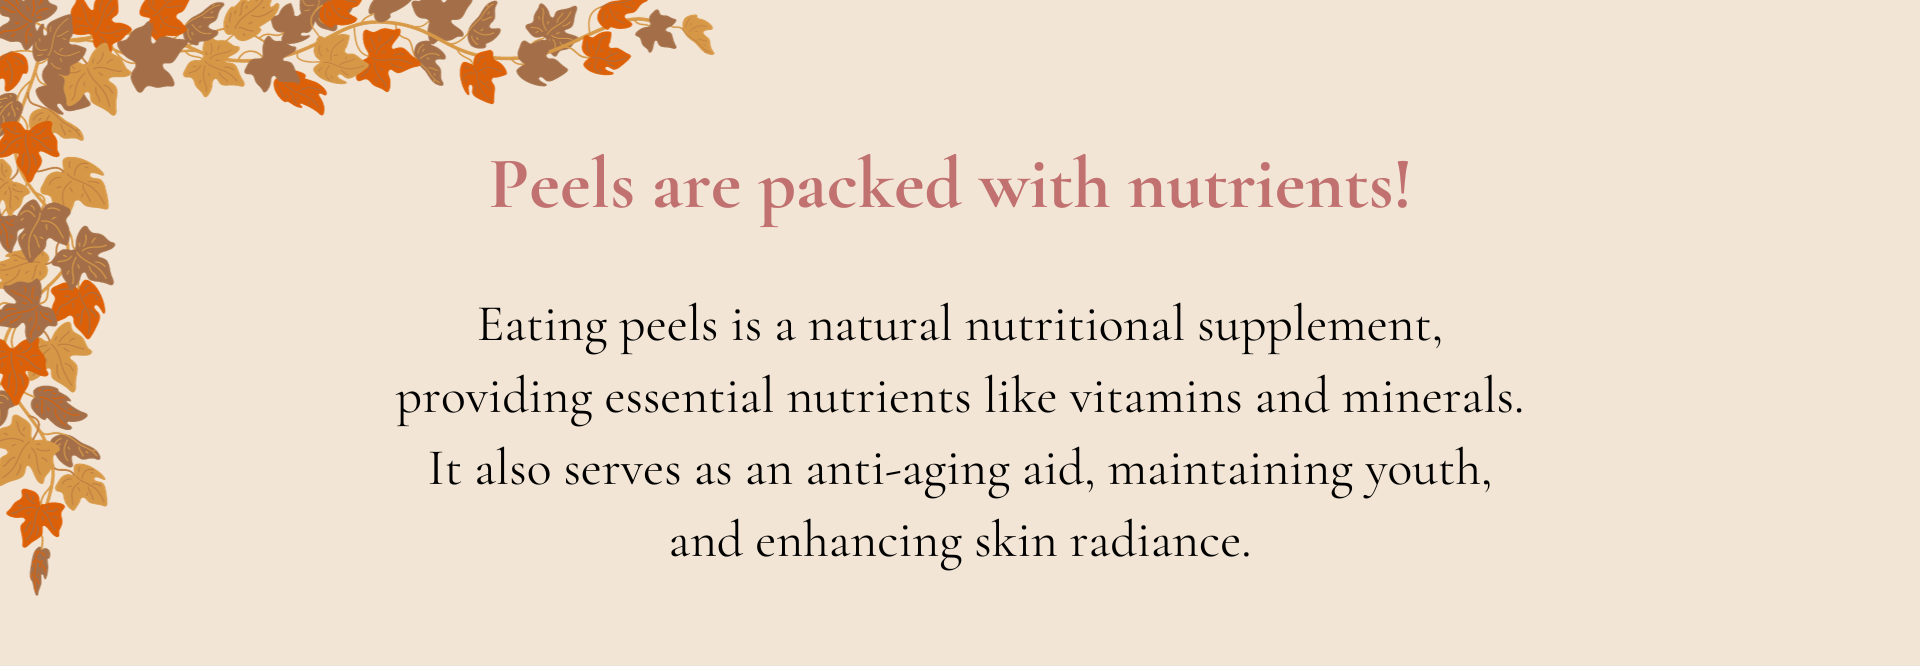 Peels are packed with nutrients!
Eating peels is a natural nutritional supplement,
providing essential nutrients like vitamins and minerals.
It also serves as an anti-aging aid, maintaining youth,
and enhancing skin radiance.